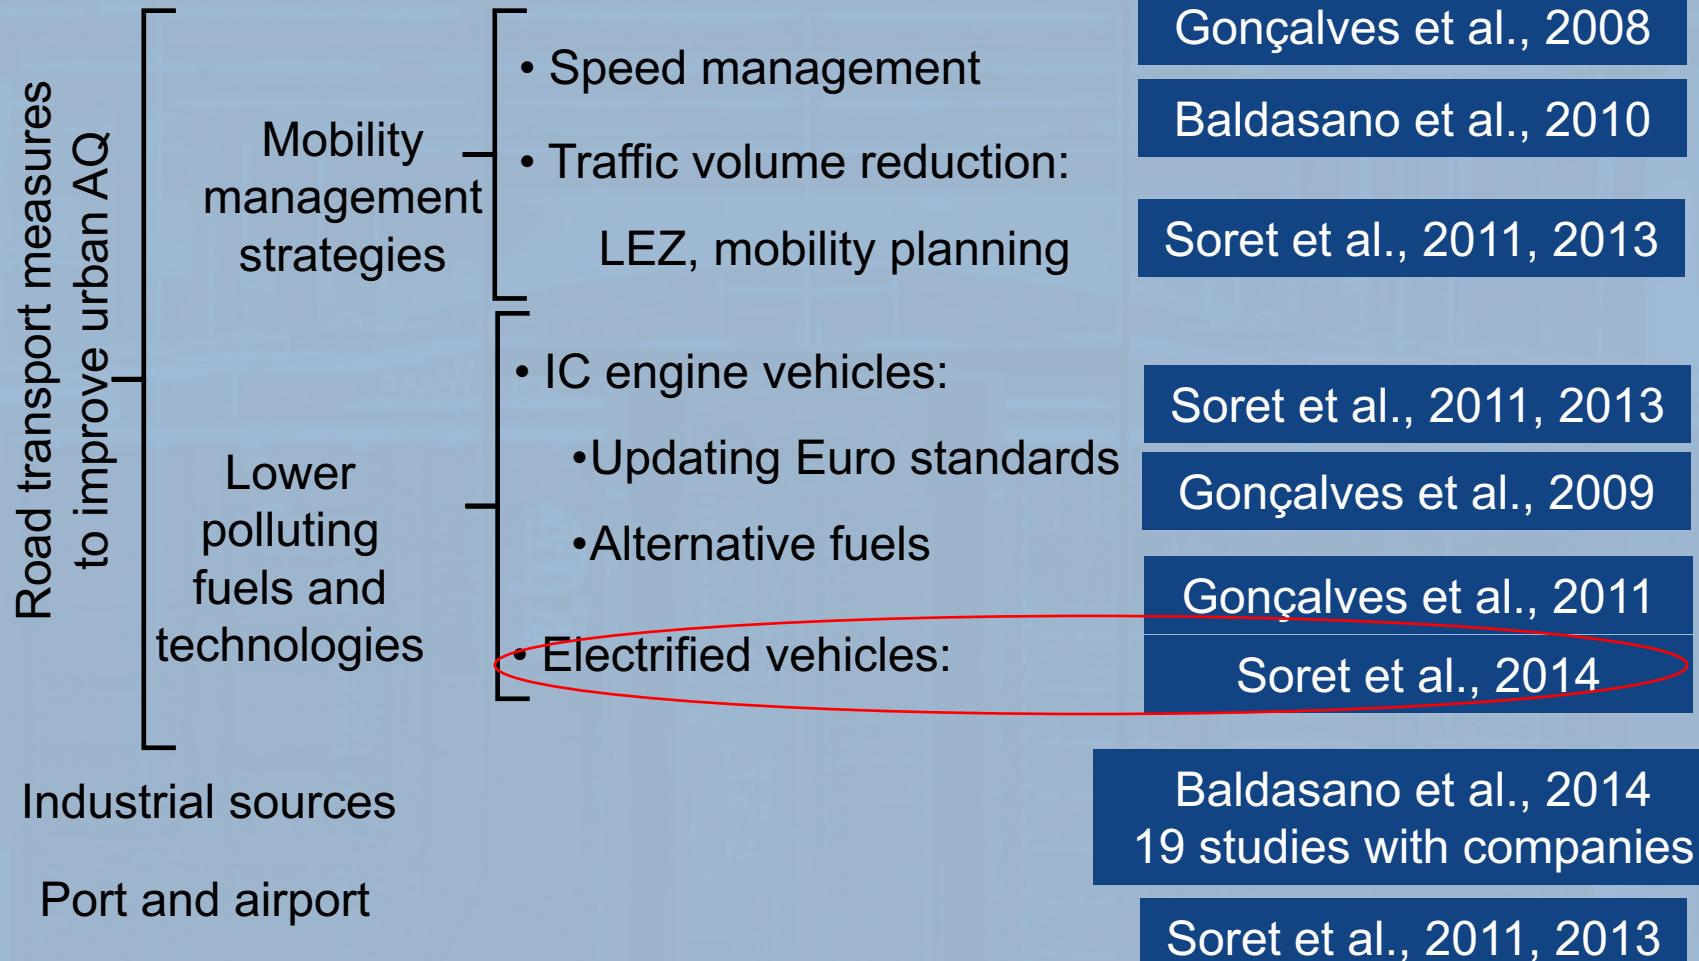 Road transport measures
to improve urban AQ
Mobility
management
strategies
• Speed management
• Traffic volume reduction:
LEZ, mobility planning
Gonçalves et al., 2008
Baldasano et al., 2010
Soret et al., 2011, 2013
Lower
polluting
fuels and
technologies
• IC engine vehicles:
•Updating Euro standards
•Alternative fuels
• Electrified vehicles:
Soret et al., 2011, 2013
Gonçalves et al., 2009
Gonçalves et al., 2011
Soret et al., 2014
Industrial sources
Baldasano et al., 2014
19 studies with companies
Port and airport
Soret et al., 2011, 2013